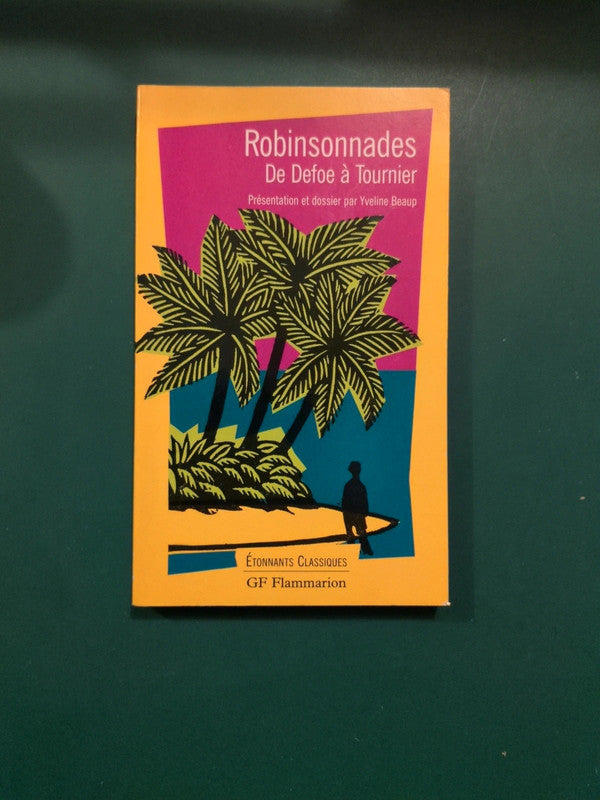 Robinsonnades
De Defoe à Tournier
Présentation et dossier par Yveline Beaup
ÉTONNANTS CLASSIQUES
GF Flammarion